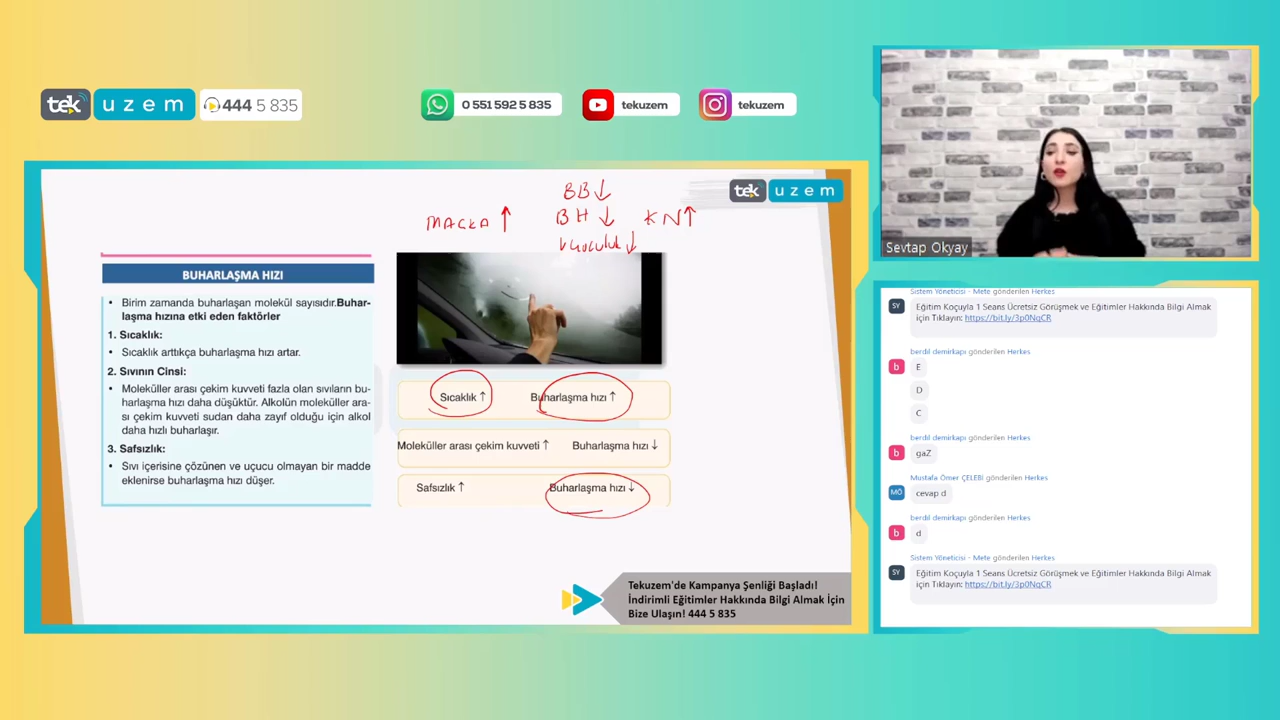 tek uzem 444 5 835
0 551 592 5 835
tekuzem
tekuzem
tek uzem
BB↓
MAÇKA ↑ BH↓ KN↑
Uçuculuk ↓
BUHARLAŞMA HIZI
• Birim zamanda buharlaşan molekül sayısıdır.Buhar-
laşma hızına etki eden faktörler
1. Sıcaklık:
• Sıcaklık arttıkça buharlaşma hızı artar.
2. Sıvının Cinsi:
• Moleküller arası çekim kuvveti fazla olan sıvıların bu-
harlaşma hızı daha düşüktür. Alkolün moleküller ara-
sı çekim kuvveti sudan daha zayıf olduğu için alkol
daha hızlı buharlaşır.
3. Safsızlık:
• Sıvı içerisine çözünen ve uçucu olmayan bir madde
eklenirse buharlaşma hızı düşer.
Sıcaklık ↑ Buharlaşma hızı ↑
Moleküller arası çekim kuvveti ↑ Buharlaşma hızı ↓
Safsızlık ↑ Buharlaşma hızı ↓
Tekuzem'de Kampanya Şenliği Başladı!
İndirimli Eğitimler Hakkında Bilgi Almak İçin
Bize Ulaşın! 444 5 835
Sevtap Okyay
Sistem Yöneticisi - Mete gönderilen Herkes
SY
Eğitim Koçuyla 1 Seans Ücretsiz Görüşmek ve Eğitimler Hakkında Bilgi Almak
için Tıklayın: https://bit.ly/3p0NqCR
berdil demirkapı gönderilen Herkes
b E
D
C
berdil demirkapı gönderilen Herkes
b gaZ
Mustafa Ömer ÇELEBİ gönderilen Herkes
MÖ cevap d
berdil demirkapı gönderilen Herkes
b d
Sistem Yöneticisi - Mete gönderilen Herkes
SY
Eğitim Koçuyla 1 Seans Ücretsiz Görüşmek ve Eğitimler Hakkında Bilgi Almak
için Tıklayın: https://bit.ly/3p0NqCR